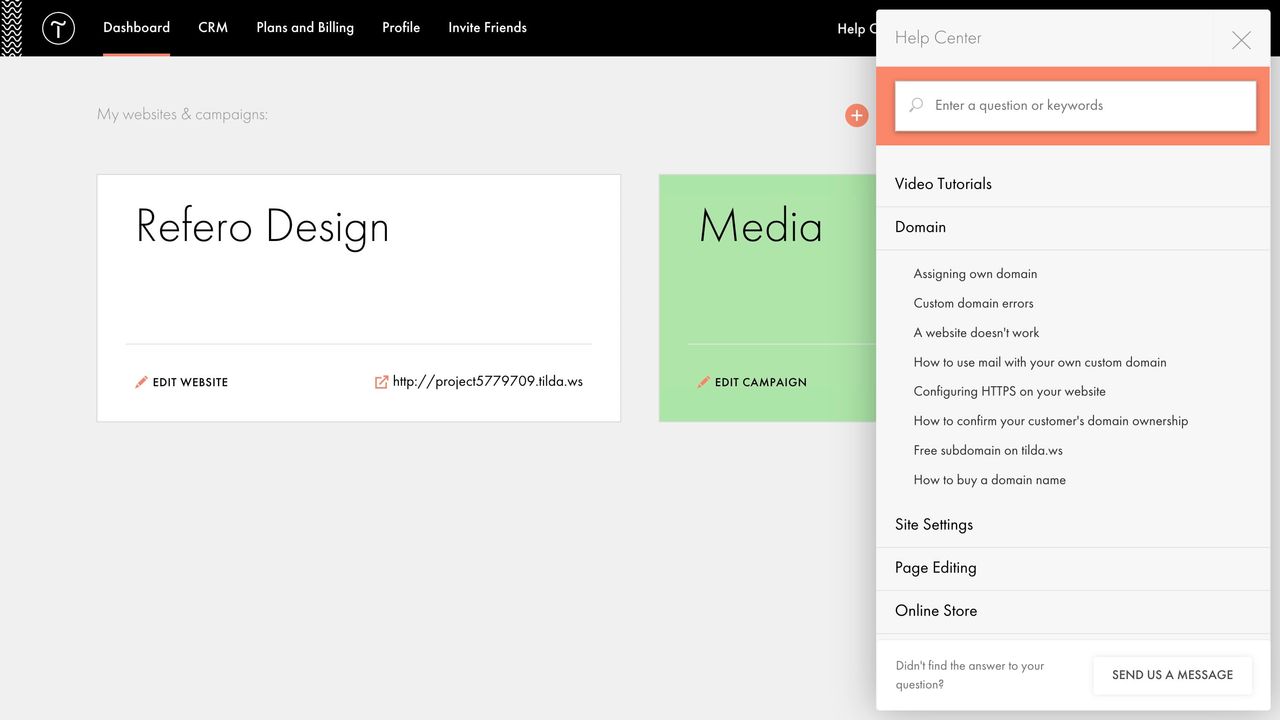 Dashboard CRM Plans and Billing Profile Invite Friends Help C
My websites & campaigns:
Refero Design
EDIT WEBSITE http://project5779709.tilda.ws
Media
EDIT CAMPAIGN
Help Center
Enter a question or keywords
Video Tutorials
Domain
Assigning own domain
Custom domain errors
A website doesn't work
How to use mail with your own custom domain
Configuring HTTPS on your website
How to confirm your customer's domain ownership
Free subdomain on tilda.ws
How to buy a domain name
Site Settings
Page Editing
Online Store
Didn't find the answer to your
question?
SEND US A MESSAGE